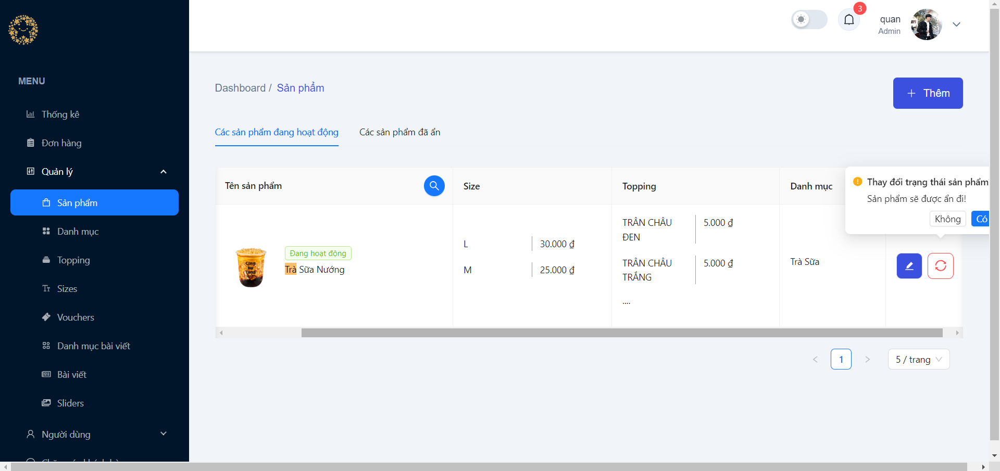 MENU
Thống kê
Đơn hàng
Quản lý
Sản phẩm
Danh mục
Topping
Sizes
Vouchers
Danh mục bài viết
Bài viết
Sliders
Người dùng
3
quan
Admin
Dashboard / Sản phẩm
Thêm
Các sản phẩm đang hoạt động
Các sản phẩm đã ẩn
Tên sản phẩm
Size
Topping
Danh mục
Thay đổi trạng thái sản phẩm
Sản phẩm sẽ được ẩn đi!
Không
Có
Đang hoạt động
Trà Sữa Nướng
L
30.000 ₫
M
25.000 ₫
TRÂN CHÂU
ĐEN
5.000 ₫
TRÂN CHÂU
TRẮNG
5.000 ₫
....
Trà Sữa
1
5 / trang